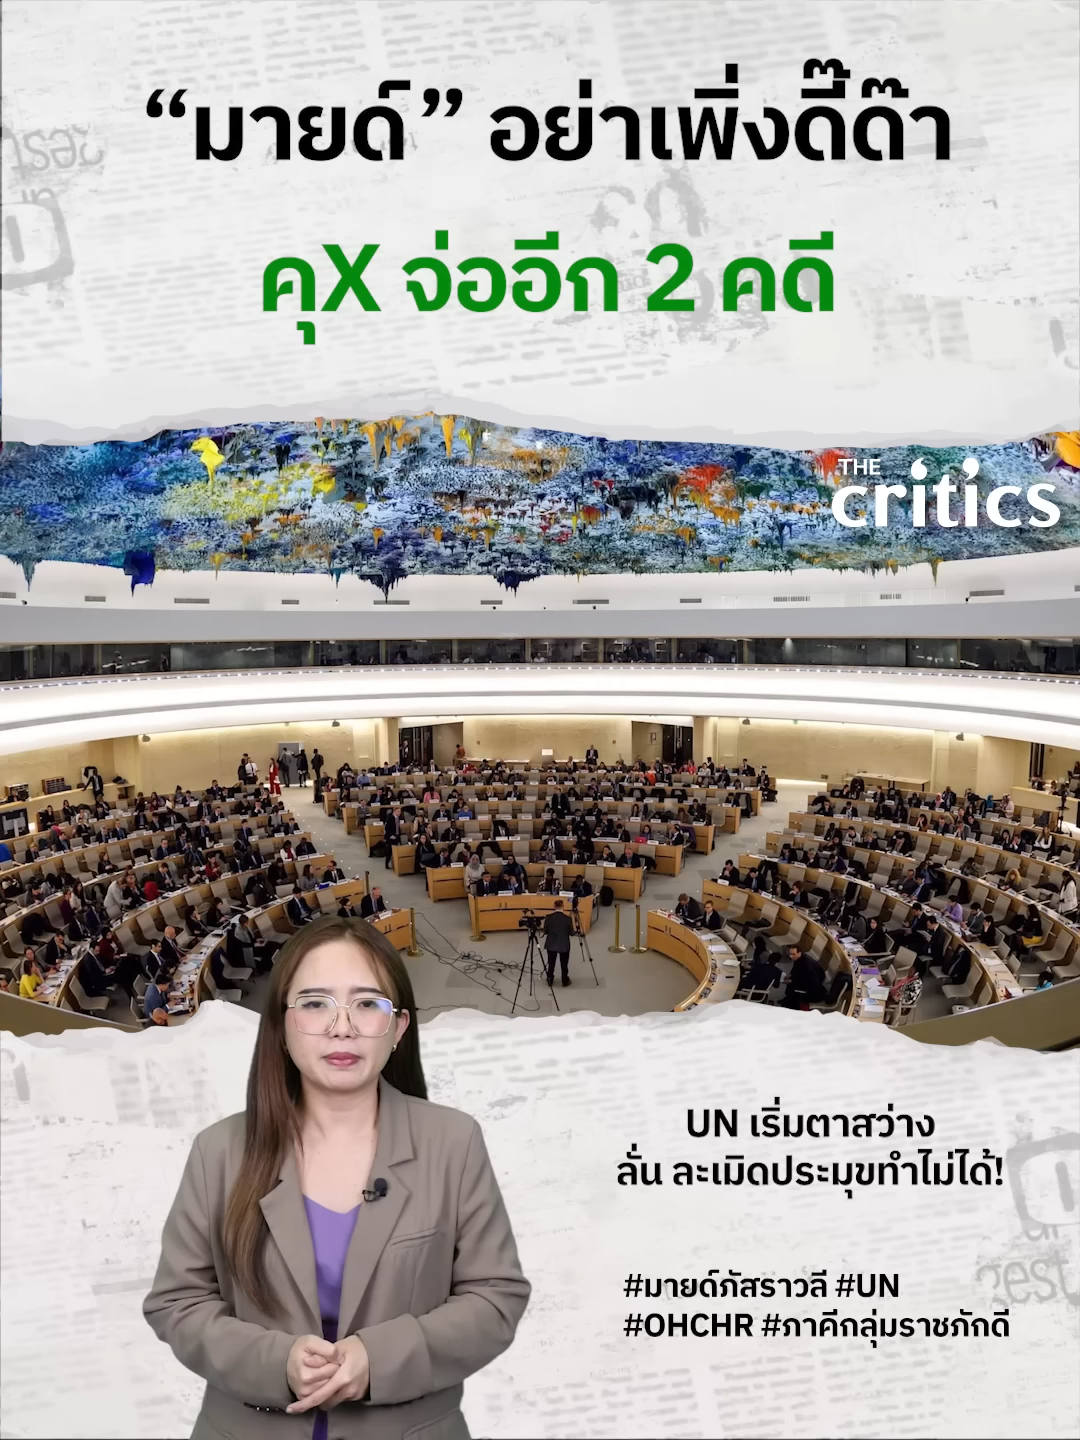 “มายด์” อย่าเพิ่งดี๊ด๊า
คุX จ่ออีก 2 คดี
THE
critics
UN เริ่มตาสว่าง
ลั่น ละเมิดประมุขทำไม่ได้!
#มายด์ภัสราวลี #UN
#OHCHR #ภาคีกลุ่มราชภักดี